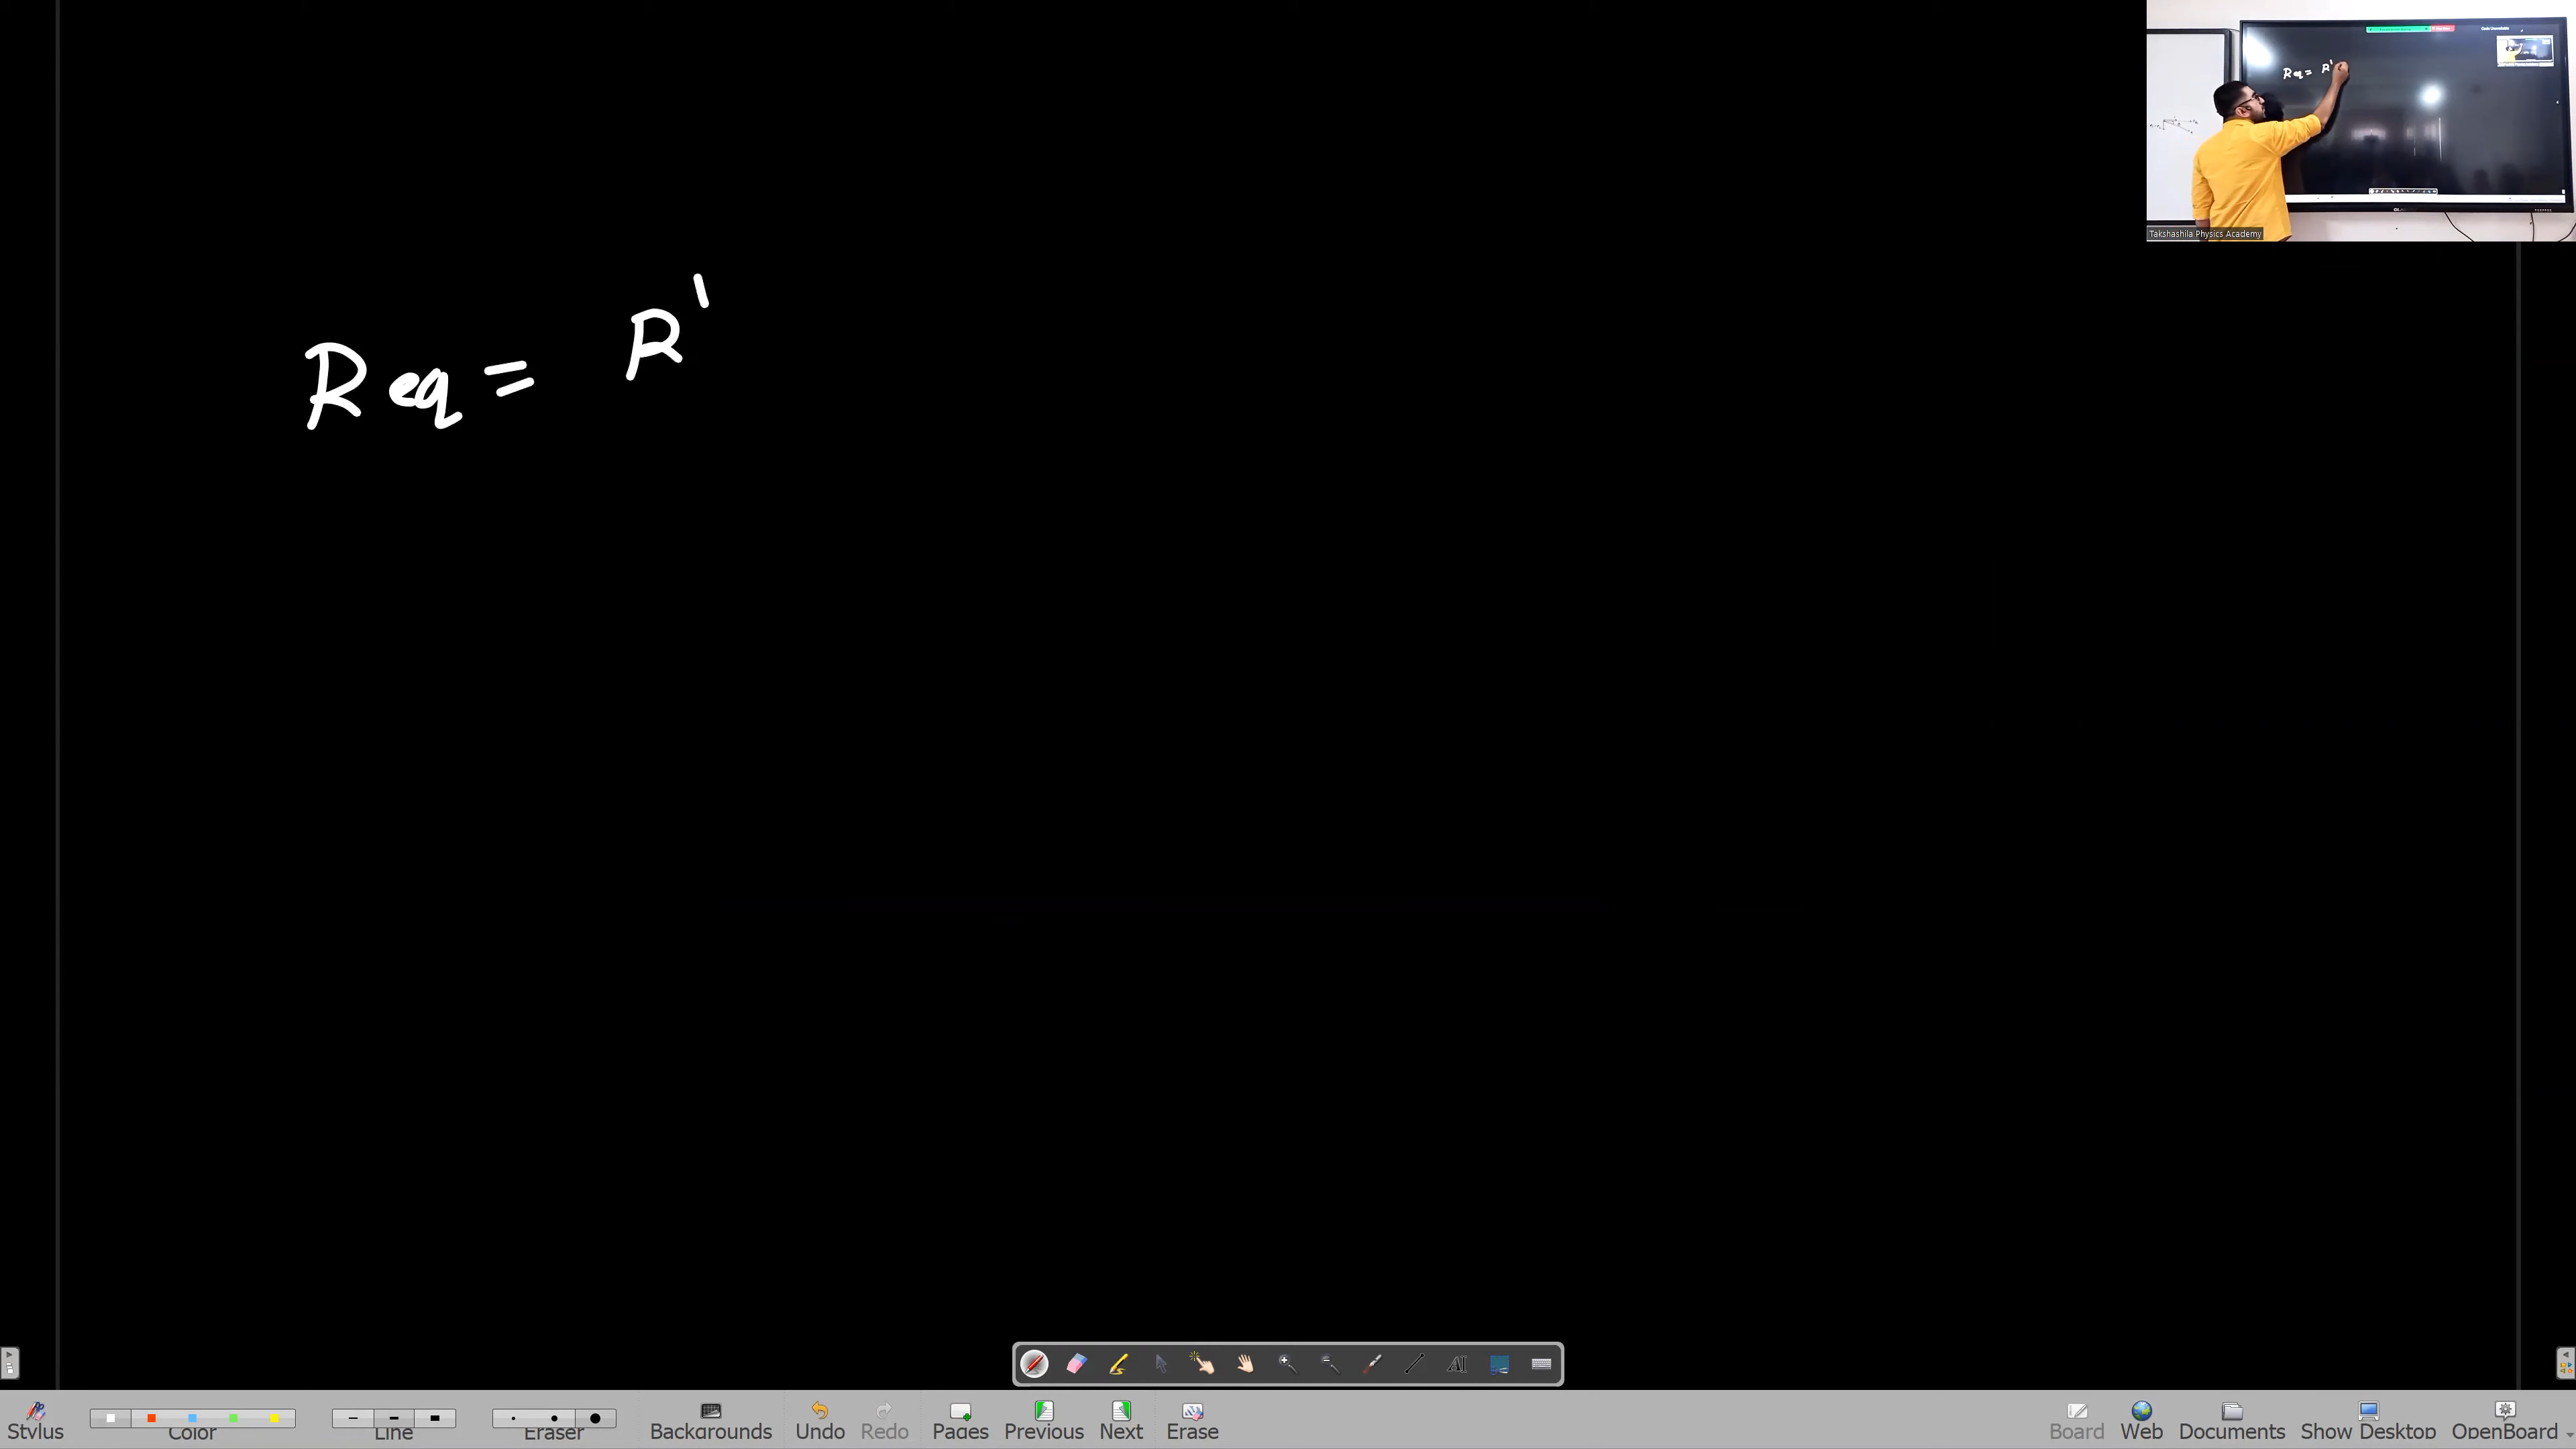 Takshashila Physics Academy
Req = R'
Stylus Color Line Eraser Backgrounds Undo Redo Pages Previous Next Erase Board Web Documents Show Desktop OpenBoard